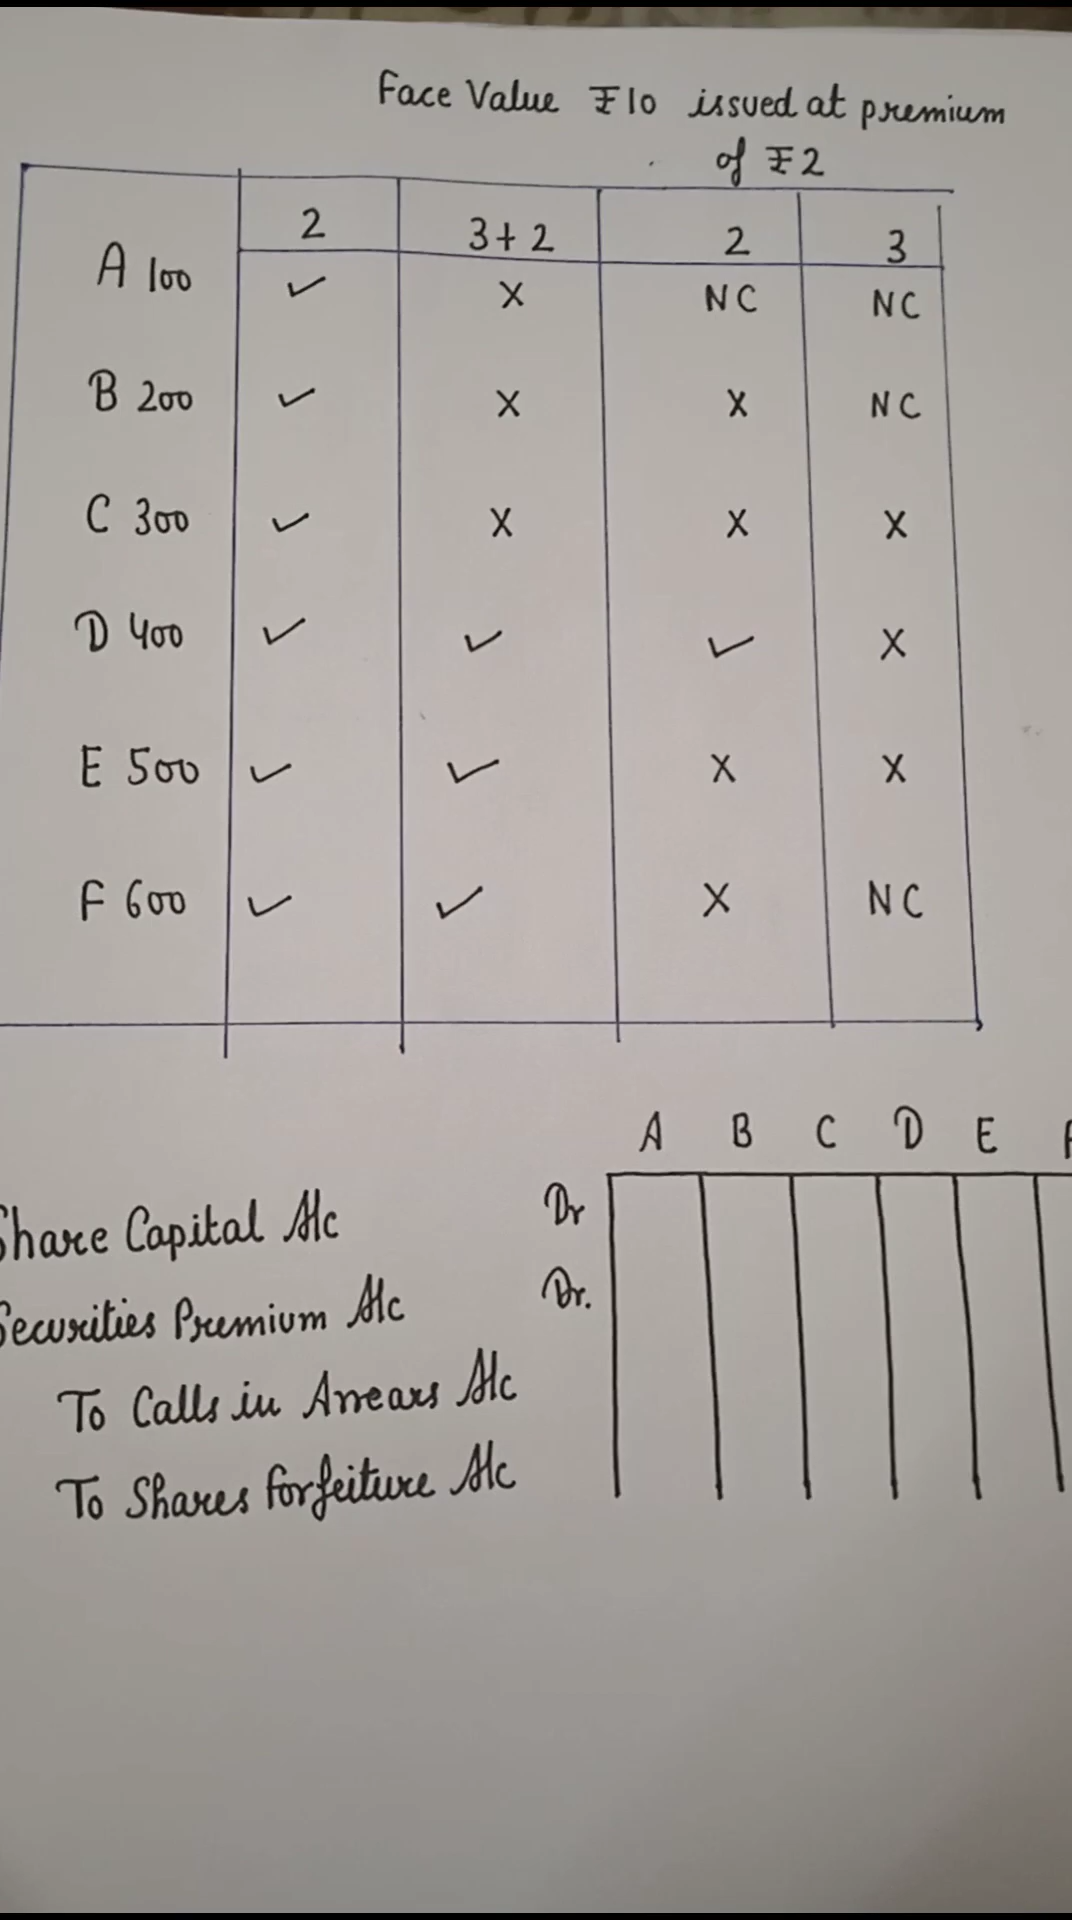 Face Value ₹10 issued at premium
of ₹2
2 3+2 2 3
A 100 ✓ X NC NC
B 200 ✓ X X NC
C 300 ✓ X X X
D 400 ✓ ✓ ✓ X
E 500 ✓ ✓ X X
F 600 ✓ ✓ X NC
A B C D E F
Share Capital A/c Dr
Securities Premium A/c Dr.
To Calls in Arrears A/c
To Shares forfeiture A/c